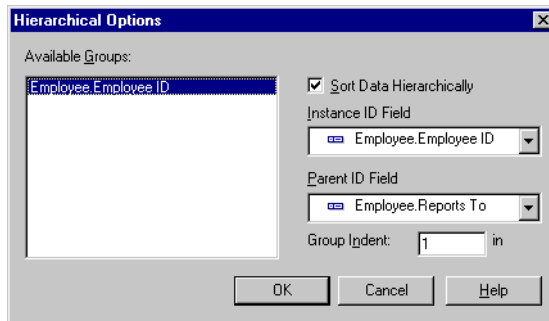 Hierarchical Options
Available Groups:
Employee.Employee ID
Sort Data Hierarchically
Instance ID Field
Employee.Employee ID
Parent ID Field
Employee.Reports To
Group Indent: 1 in
OK Cancel Help